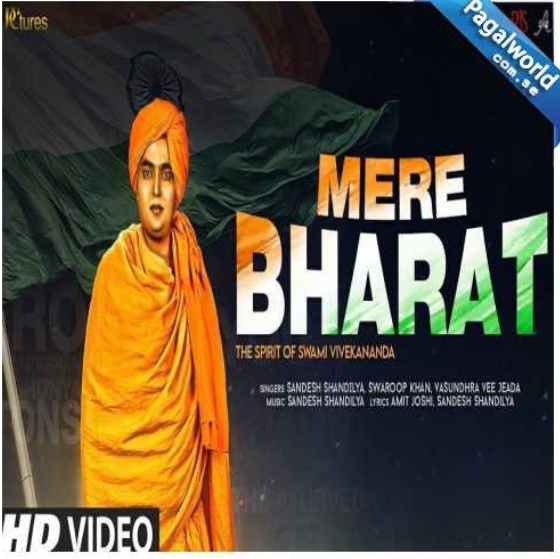 tures
Pagalworld
com.se
MERE
BHARAT
THE SPIRIT OF SWAMI VIVEKANANDA
SINGERS SANDESH SHANDILYA, SWAROOP KHAN, VASUNDHRA VEE JEADA
MUSIC SANDESH SHANDILYA LYRICS AMIT JOSHI, SANDESH SHANDILYA
HD VIDEO